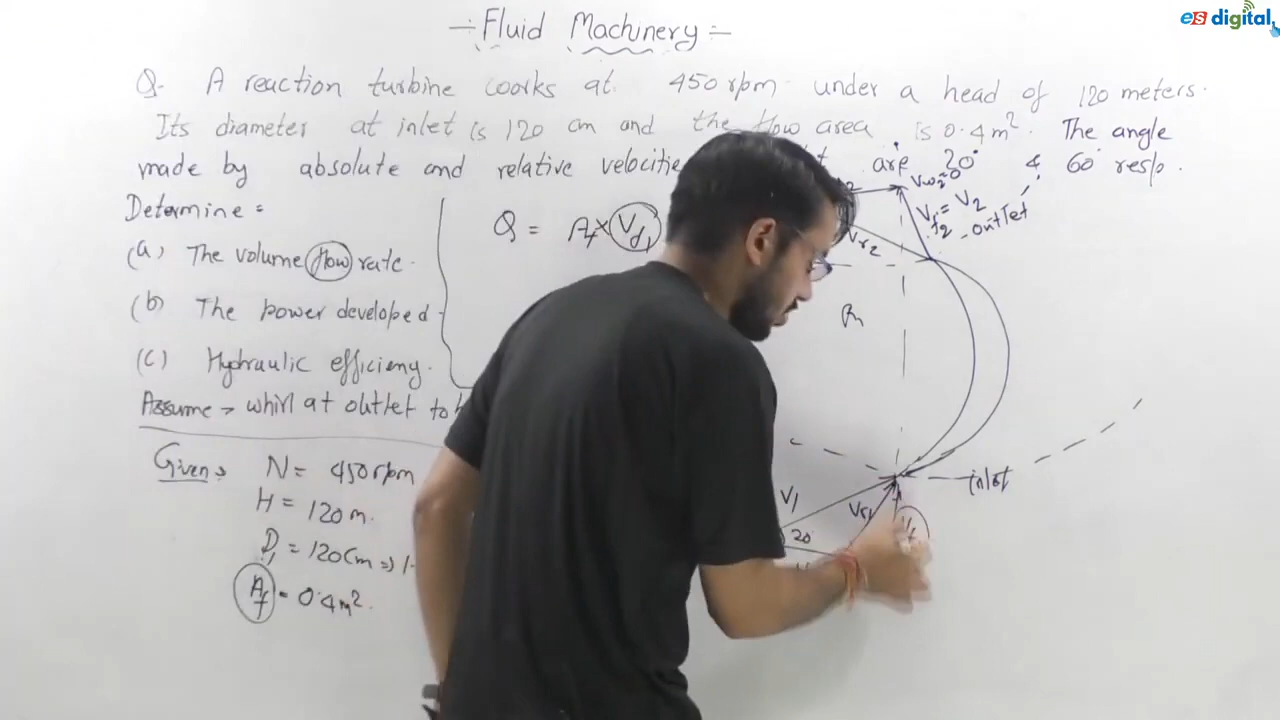 es digital
- Fluid Machinery -
Q. A reaction turbine works at 450 rpm under a head of 120 meters.
Its diameter at inlet is 120 cm and the flow area is 0.4 m². The angle
made by absolute and relative velocitie are 20° & 60° resp.
Determine =
(a) The volume flow rate.
(b) The power developed
(c) Hydraulic efficieny.
Assume → whirl at outlet to
Given → N = 450 rpm
H = 120 m.
D₁ = 120 cm => 1.
Af = 0.4 m².
Q = Af × Vf1
Vw2=0
Vf2 = V2
outlet
Vr2
inlet
V1
Vr1
20